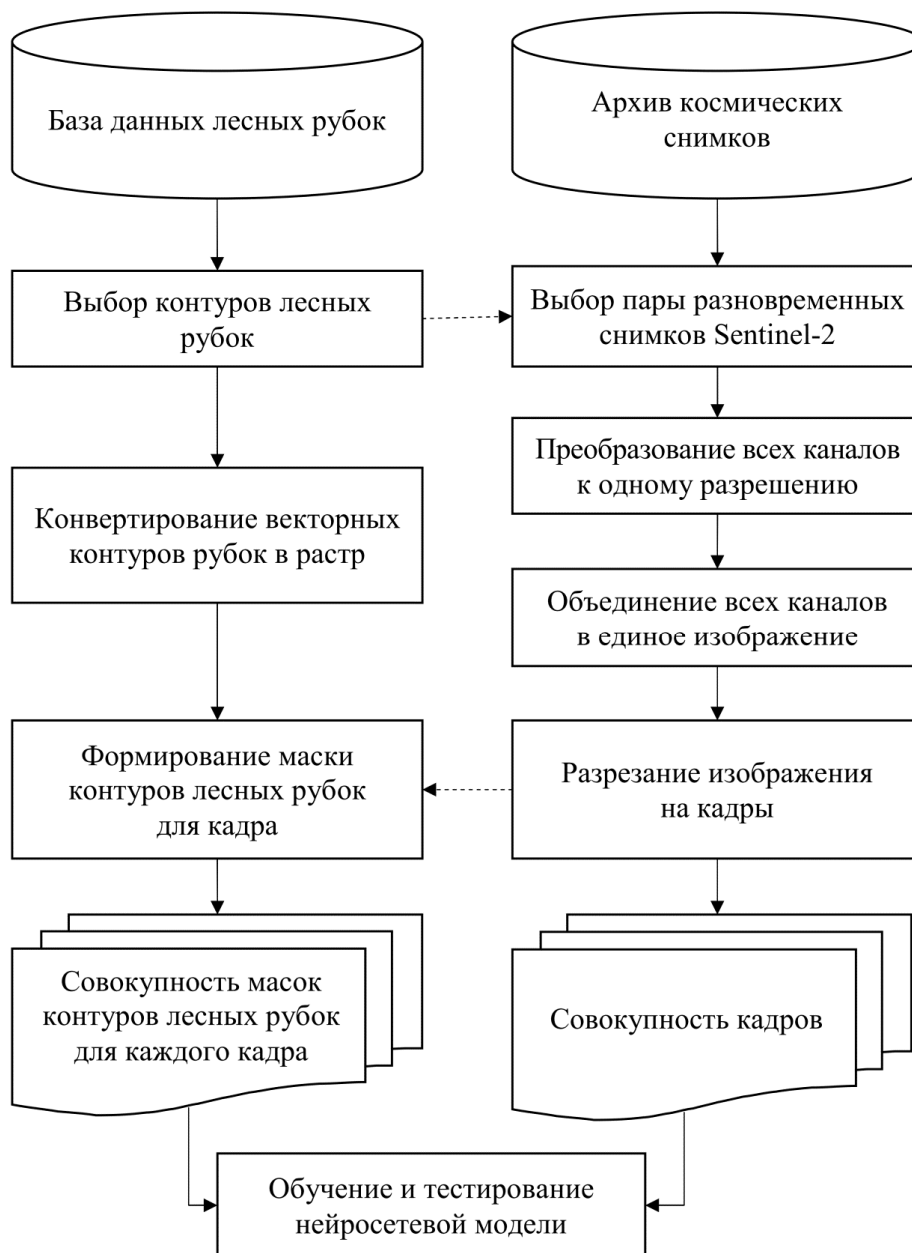 База данных лесных рубок
Архив космических
снимков
Выбор контуров лесных
рубок
Выбор пары разновременных
снимков Sentinel-2
Преобразование всех каналов
к одному разрешению
Конвертирование векторных
контуров рубок в растр
Объединение всех каналов
в единое изображение
Формирование маски
контуров лесных рубок
для кадра
Разрезание изображения
на кадры
Совокупность масок
контуров лесных рубок
для каждого кадра
Совокупность кадров
Обучение и тестирование
нейросетевой модели